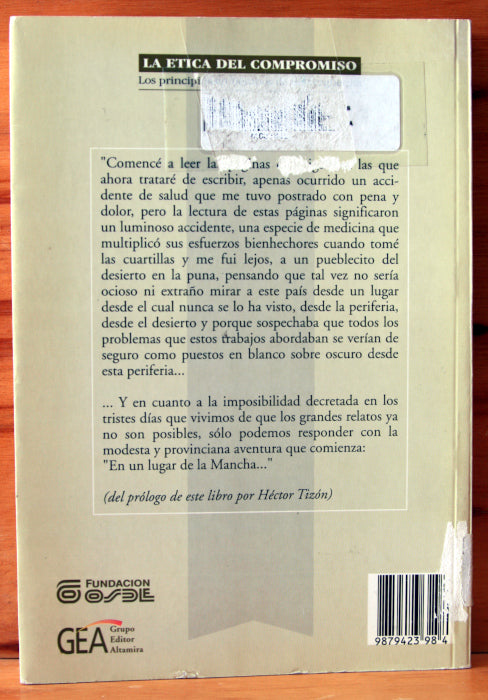 LA ETICA DEL COMPROMISO
Los
"Comencé a leer las las que
ahora trataré de escribir, apenas ocurrido un acci-
dente de salud que me tuvo postrado con pena y
dolor, pero la lectura de estas páginas significaron
un luminoso accidente, una especie de medicina que
multiplicó sus esfuerzos bienhechores cuando tomé
las cuartillas y me fui lejos, a un pueblecito del
desierto en la puna, pensando que tal vez no sería
ocioso ni extraño mirar a este país desde un lugar
desde el cual nunca se lo ha visto, desde la periferia,
desde el desierto y porque sospechaba que todos los
problemas que estos trabajos abordaban se verían de
seguro como puestos en blanco sobre oscuro desde
esta periferia...
... Y en cuanto a la imposibilidad decretada en los
tristes días que vivimos de que los grandes relatos ya
no son posibles, sólo podemos responder con la
modesta y provinciana aventura que comienza:
"En un lugar de la Mancha..."
(del prólogo de este libro por Héctor Tizón)
FUNDACION
OSDE
GEA Grupo
Editor
Altamira
9879423 98 4